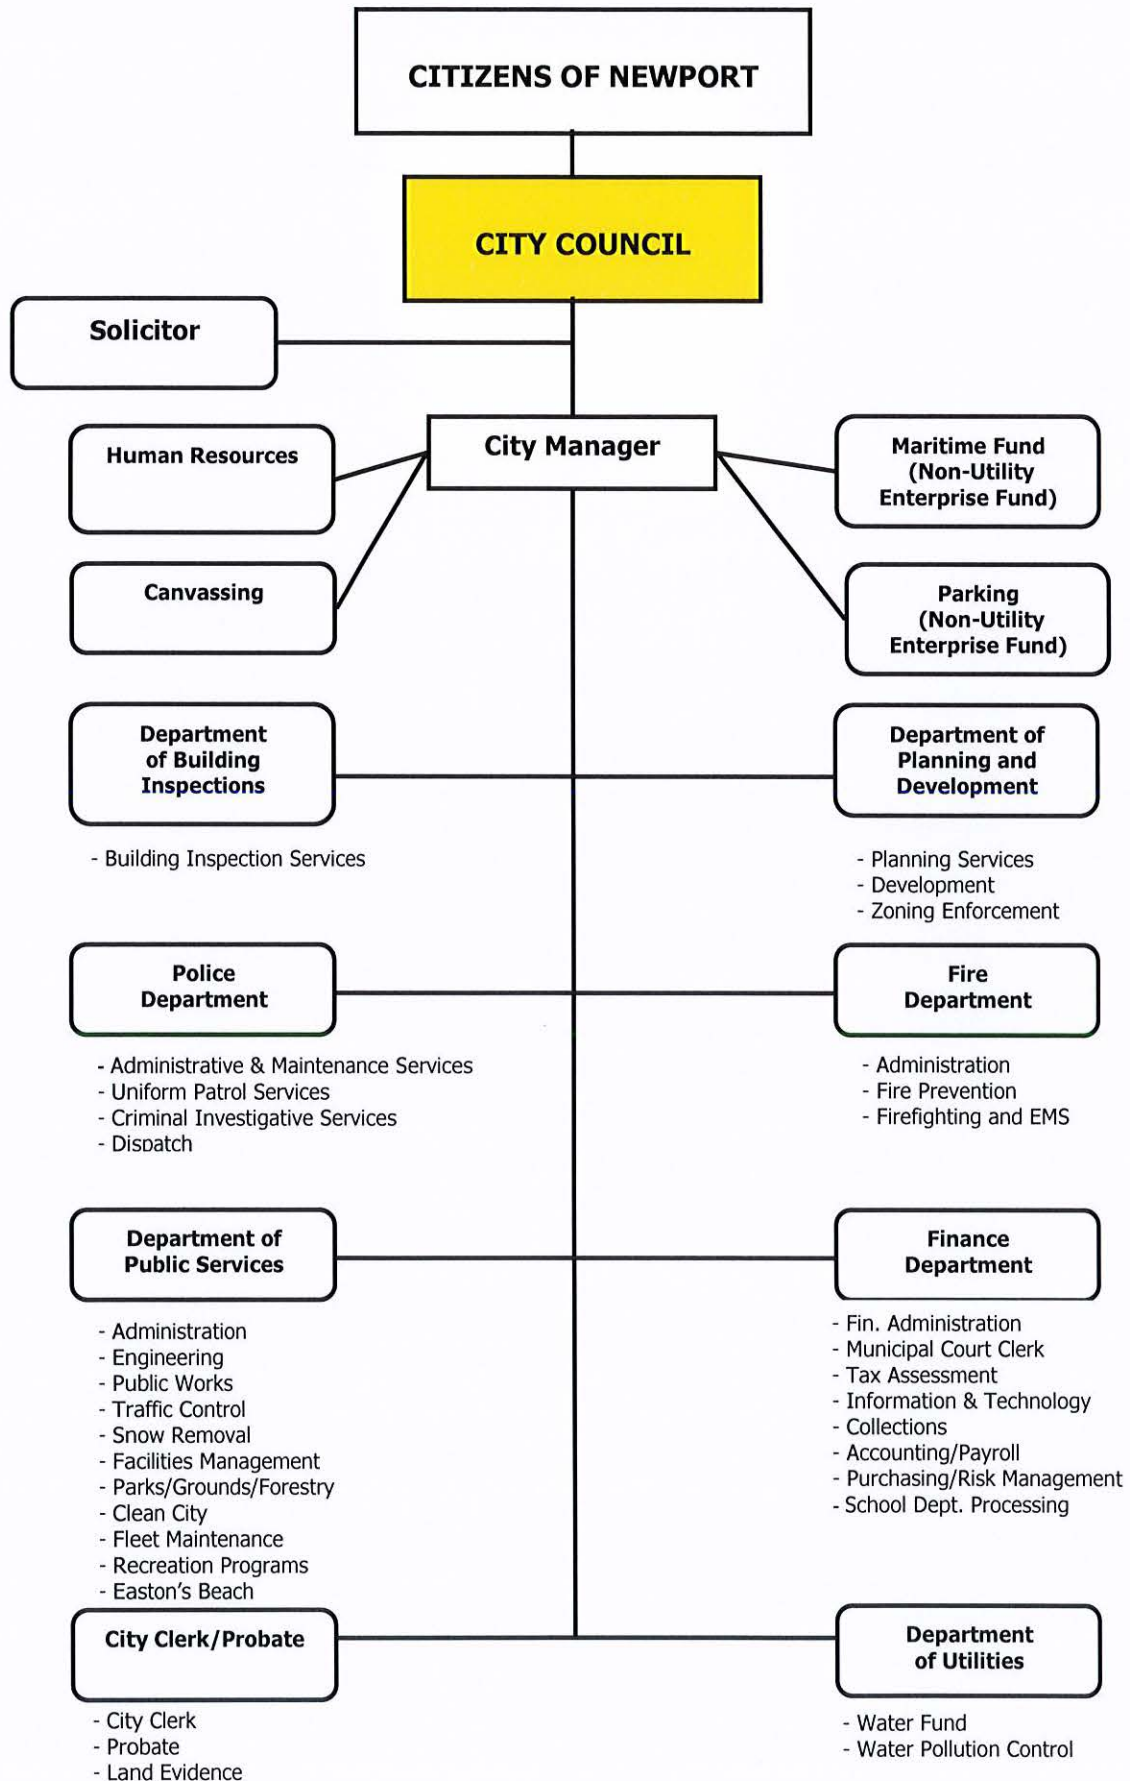 CITIZENS OF NEWPORT
CITY COUNCIL
Solicitor
City Manager
Human Resources
Maritime Fund
(Non-Utility
Enterprise Fund)
Canvassing
Parking
(Non-Utility
Enterprise Fund)
Department
of Building
Inspections
- Building Inspection Services
Department of
Planning and
Development
- Planning Services
- Development
- Zoning Enforcement
Police
Department
- Administrative & Maintenance Services
- Uniform Patrol Services
- Criminal Investigative Services
- Dispatch
Fire
Department
- Administration
- Fire Prevention
- Firefighting and EMS
Department of
Public Services
- Administration
- Engineering
- Public Works
- Traffic Control
- Snow Removal
- Facilities Management
- Parks/Grounds/Forestry
- Clean City
- Fleet Maintenance
- Recreation Programs
- Easton's Beach
Finance
Department
- Fin. Administration
- Municipal Court Clerk
- Tax Assessment
- Information & Technology
- Collections
- Accounting/Payroll
- Purchasing/Risk Management
- School Dept. Processing
City Clerk/Probate
- City Clerk
- Probate
- Land Evidence
Department
of Utilities
- Water Fund
- Water Pollution Control